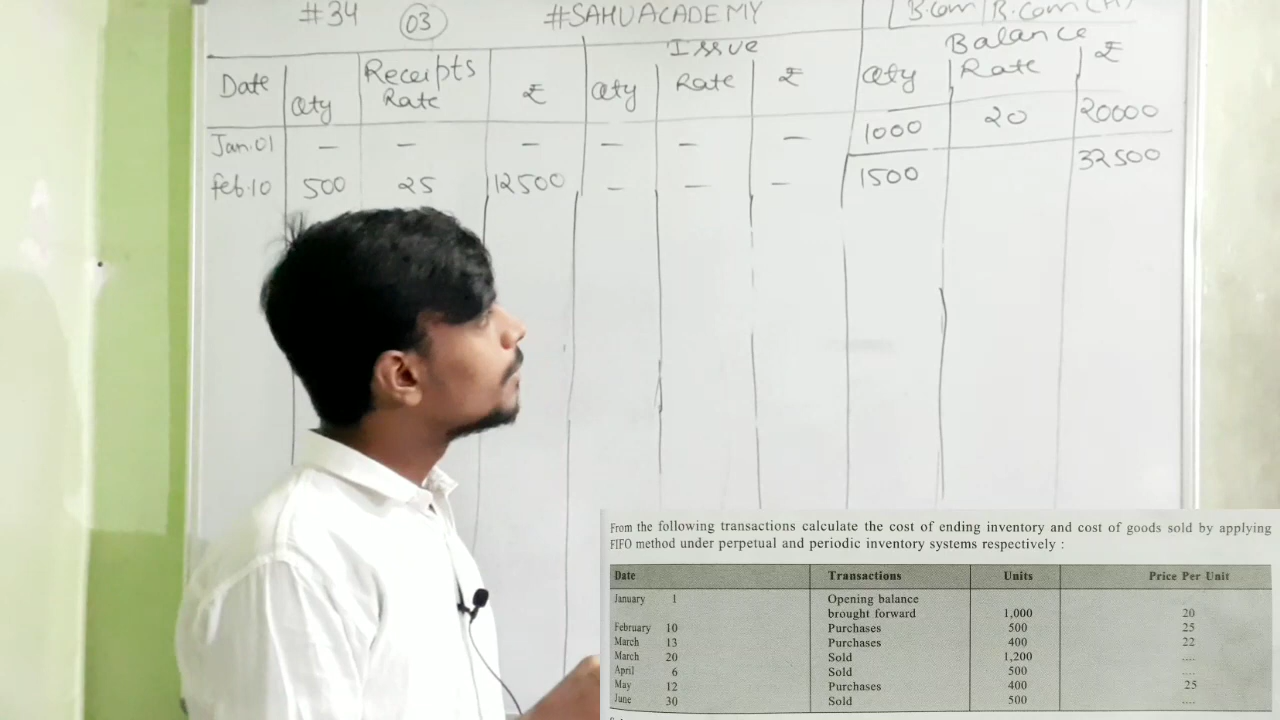 #34 03 #SAHUACADEMY B.Com/B.Com(H)
Date Receipts Issue Balance
Qty Rate ₹ Qty Rate ₹ Qty Rate ₹
Jan.01 — — — — — — 1000 20 20000
Feb.10 500 25 12500 — — — 1500 32500
From the following transactions calculate the cost of ending inventory and cost of goods sold by applying
FIFO method under perpetual and periodic inventory systems respectively :
Date Transactions Units Price Per Unit
January 1 Opening balance
brought forward 1,000 20
February 10 Purchases 500 25
March 13 Purchases 400 22
March 20 Sold 1,200 ....
April 6 Sold 500 ....
May 12 Purchases 400 25
June 30 Sold 500 ....